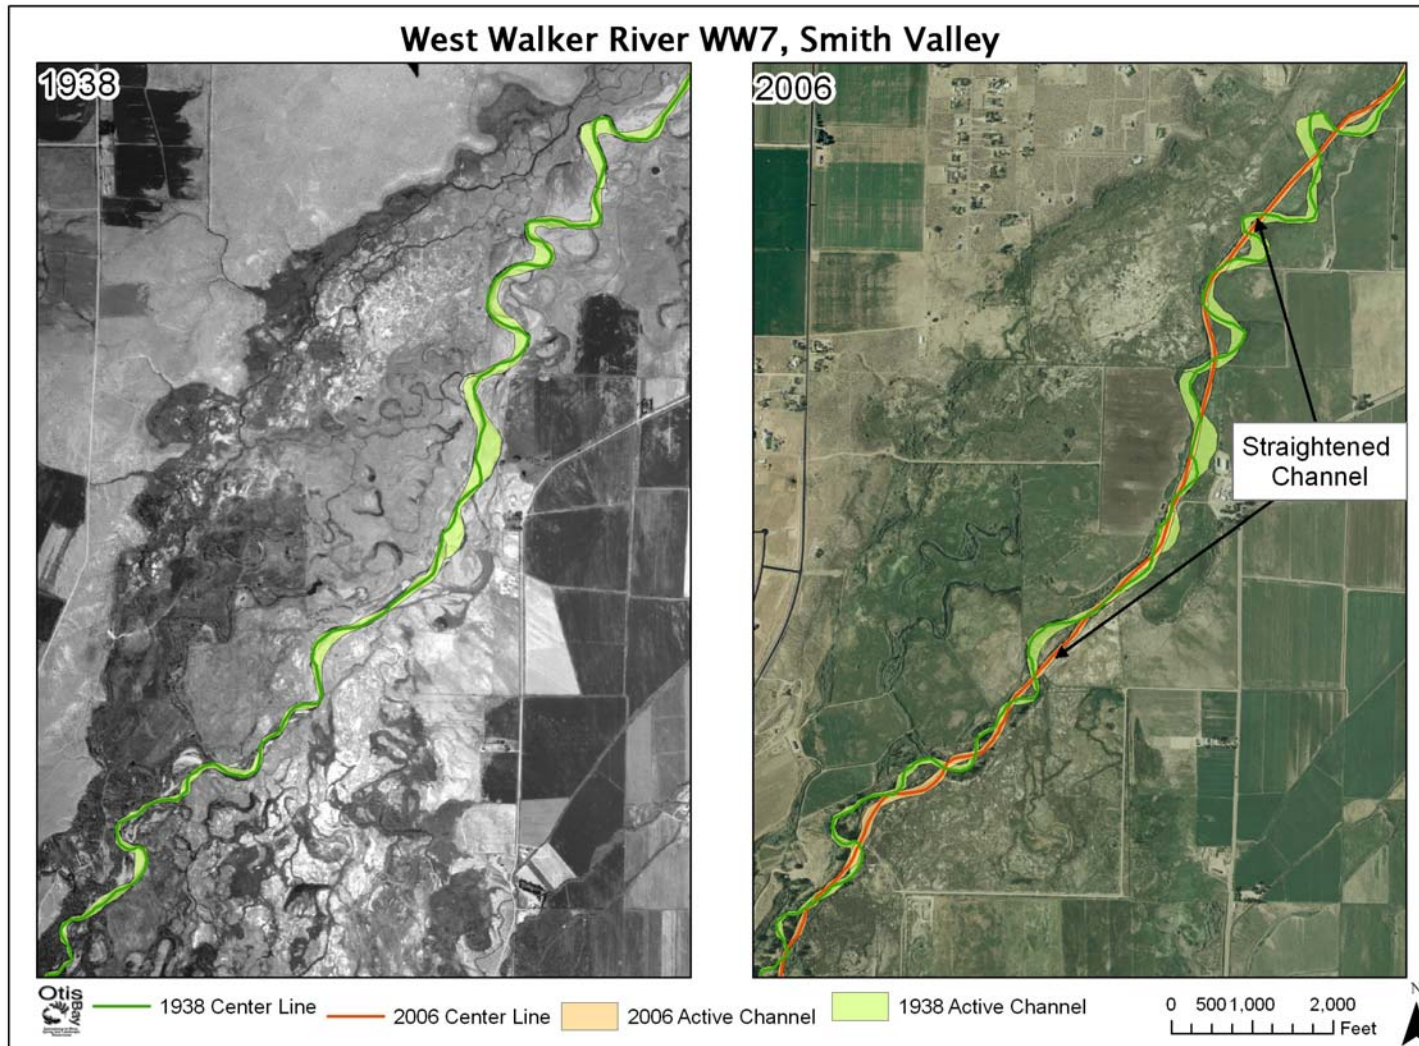 West Walker River WW7, Smith Valley
1938
2006
Straightened
Channel
Otis
Bay
1938 Center Line
2006 Center Line
2006 Active Channel
1938 Active Channel
0 500 1,000 2,000
Feet
N